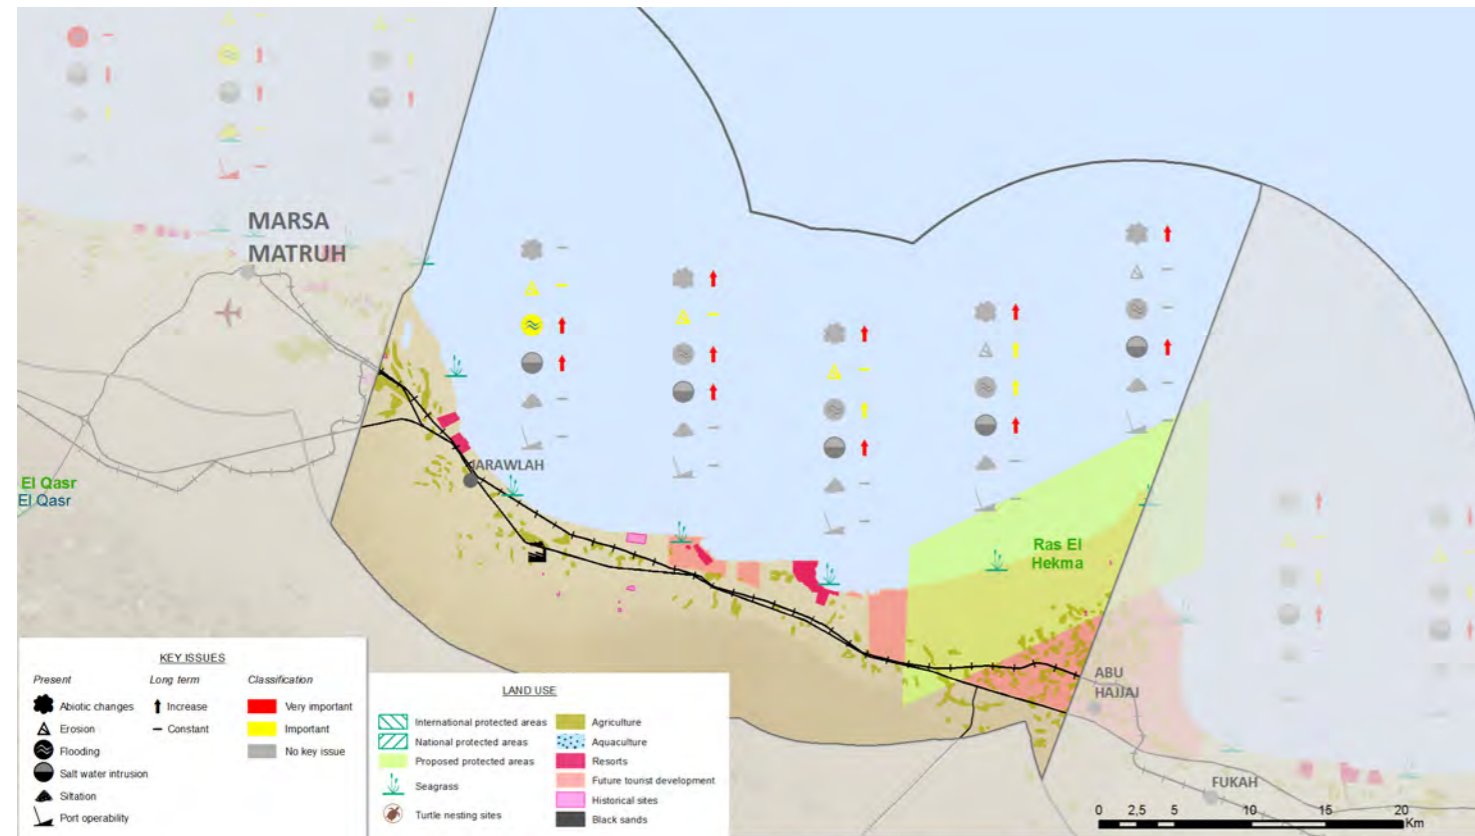 MARSA
MATRUH
JARAWLAH
El Qasr
El Qasr
Ras El
Hekma
ABU
HAJJAJ
FUKAH
KEY ISSUES
Present
Long term
Classification
Abiotic changes
Increase
Very important
Erosion
Constant
Important
Flooding
No key issue
Salt water intrusion
Siltation
Port operability
LAND USE
International protected areas
Agriculture
National protected areas
Aquaculture
Proposed protected areas
Resorts
Seagrass
Future tourist development
Historical sites
Turtle nesting sites
Black sands
0 2,5 5 10 15 20
Km